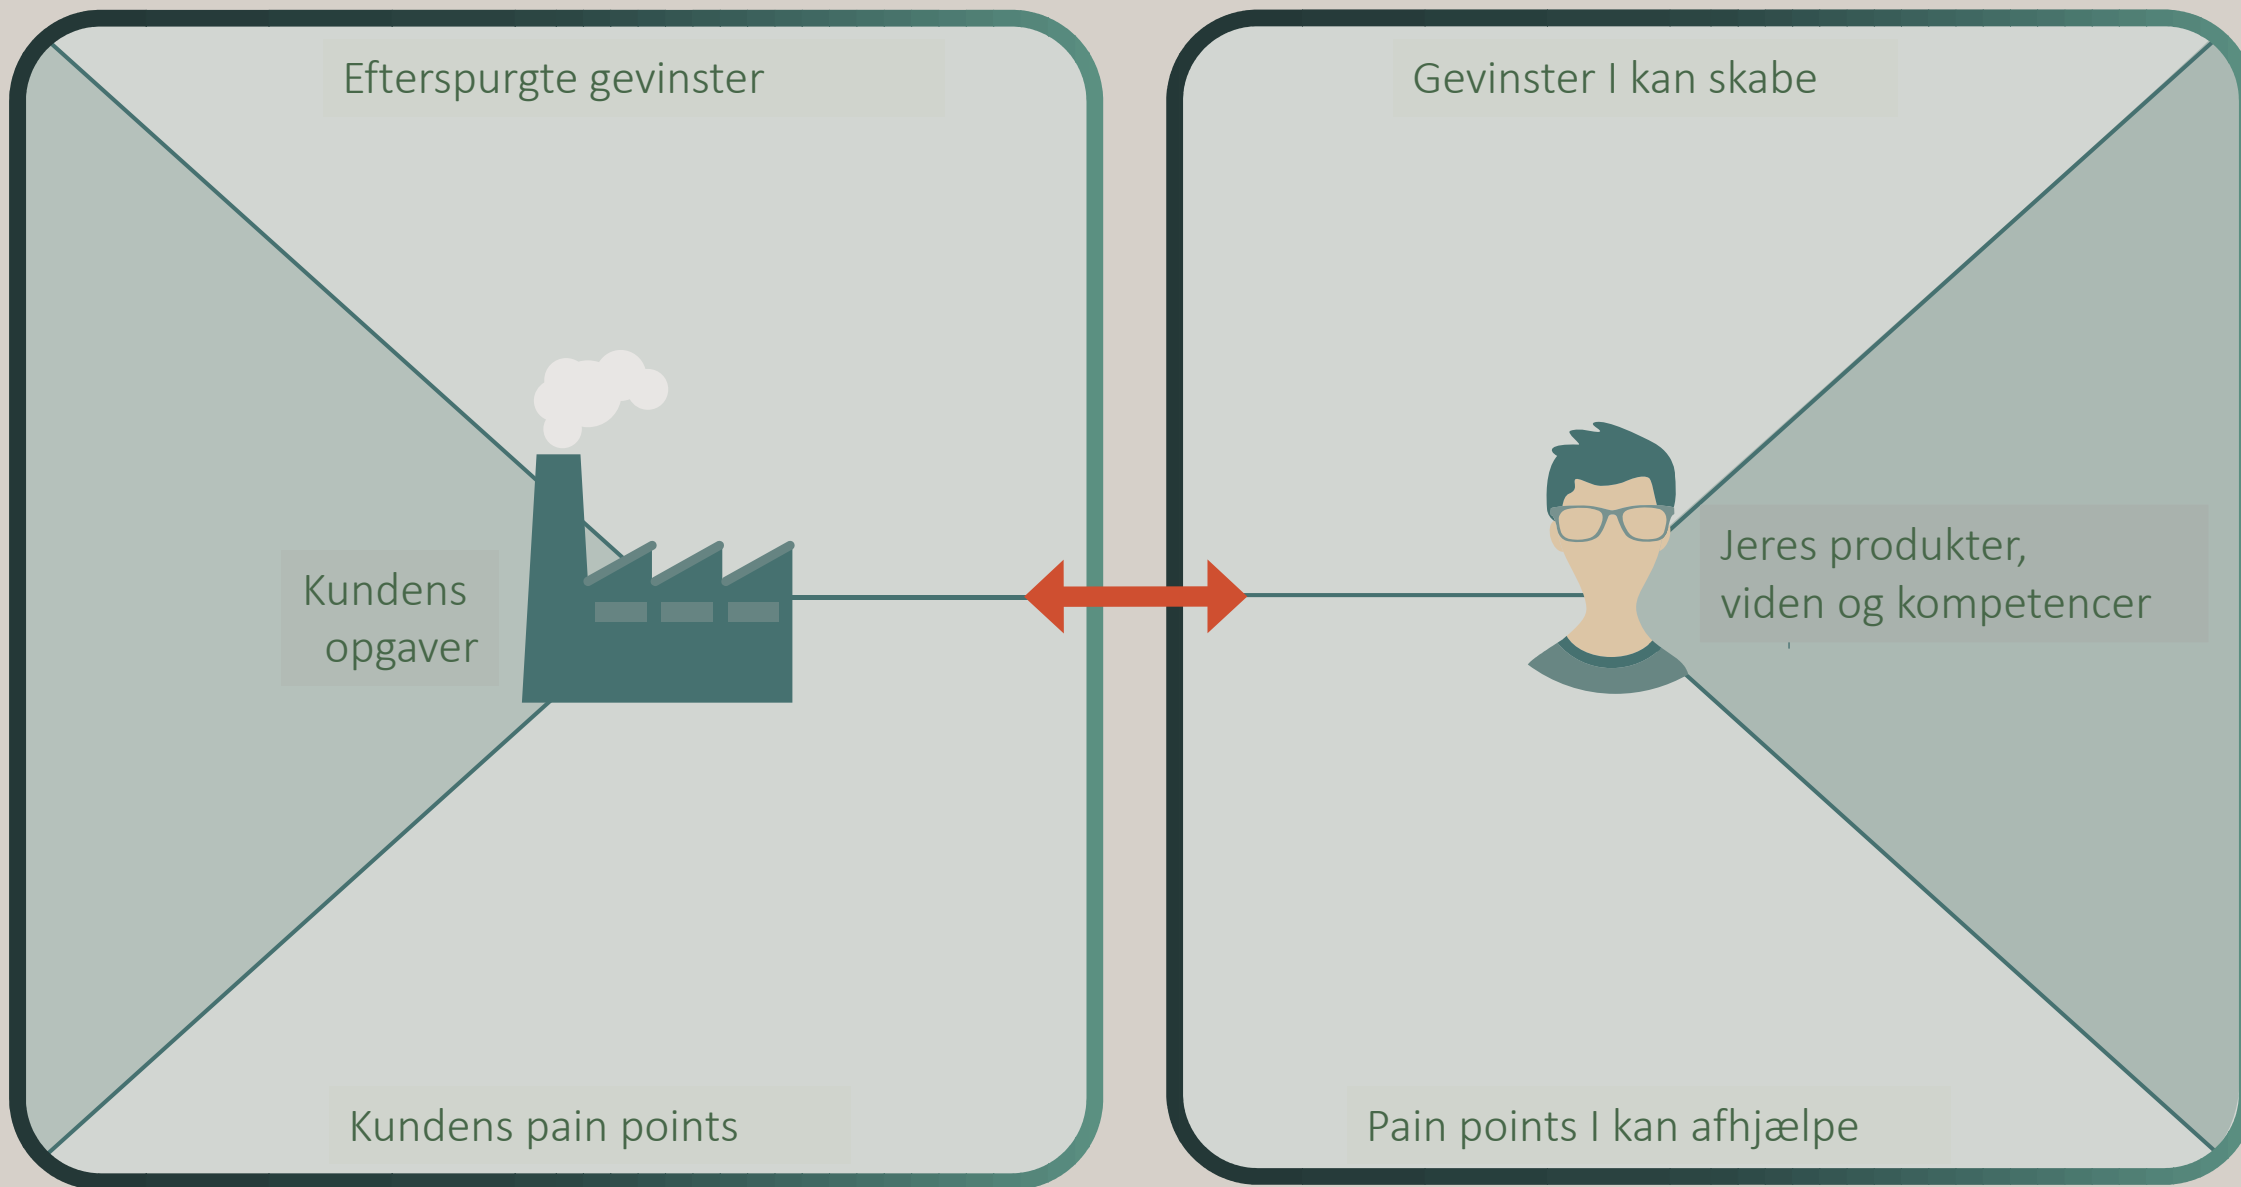 Efterspurgte gevinster
Kundens
opgaver
Kundens pain points
Gevinster I kan skabe
Jeres produkter,
viden og kompetencer
Pain points I kan afhjælpe